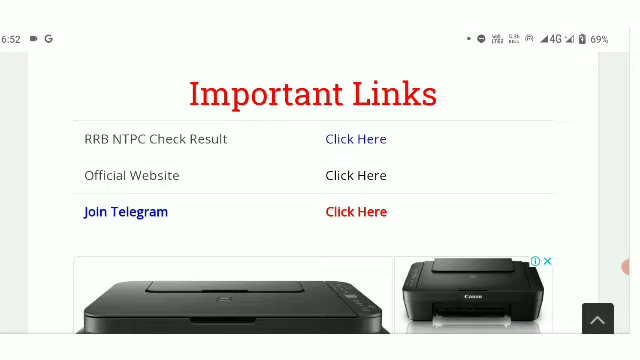 6:52 G 4G 69%
Important Links
RRB NTPC Check Result Click Here
Official Website Click Here
Join Telegram Click Here
Canon